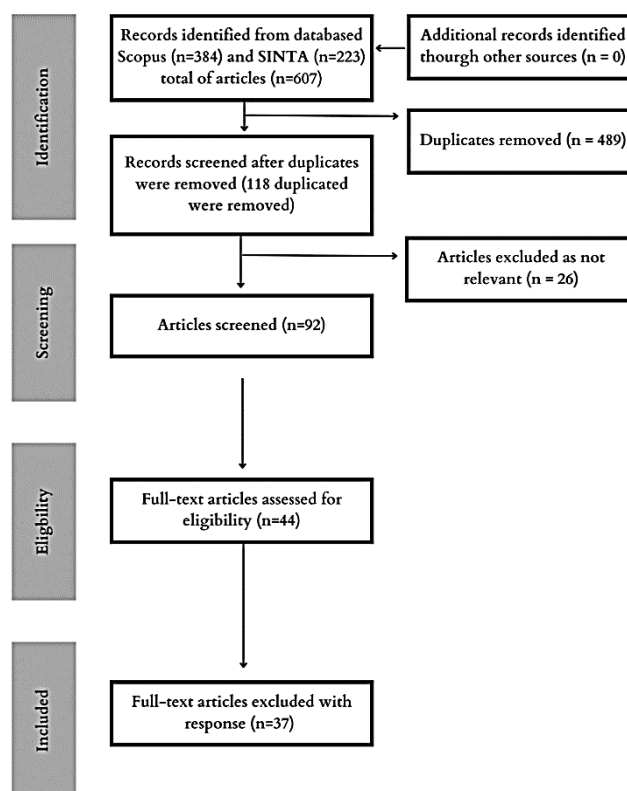 Identification
Records identified from databased
Scopus (n=384) and SINTA (n=223)
total of articles (n=607)
Additional records identified
though other sources (n = 0)
Duplicates removed (n = 489)
Records screened after duplicates
were removed (118 duplicated
were removed)
Screening
Articles excluded as not
relevant (n = 26)
Articles screened (n=92)
Eligbility
Full-text articles assessed for
eligibility (n=44)
Included
Full-text articles excluded with
response (n=37)